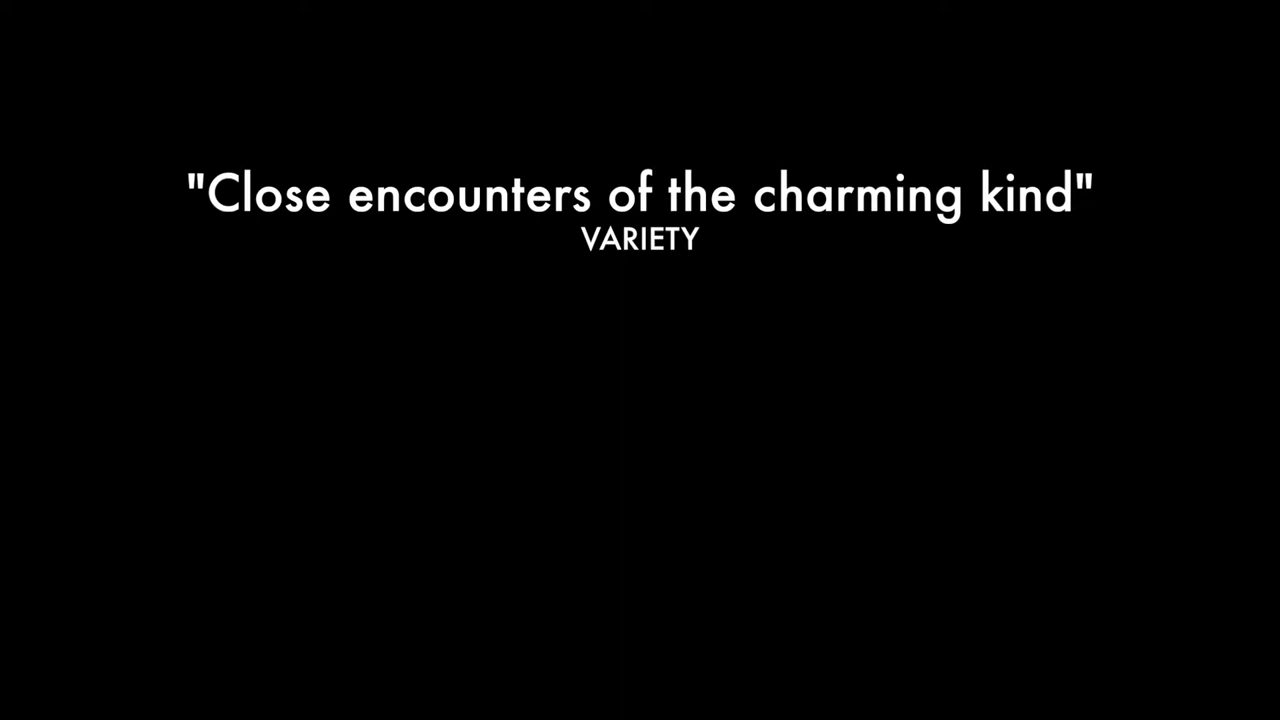 "Close encounters of the charming kind"
VARIETY